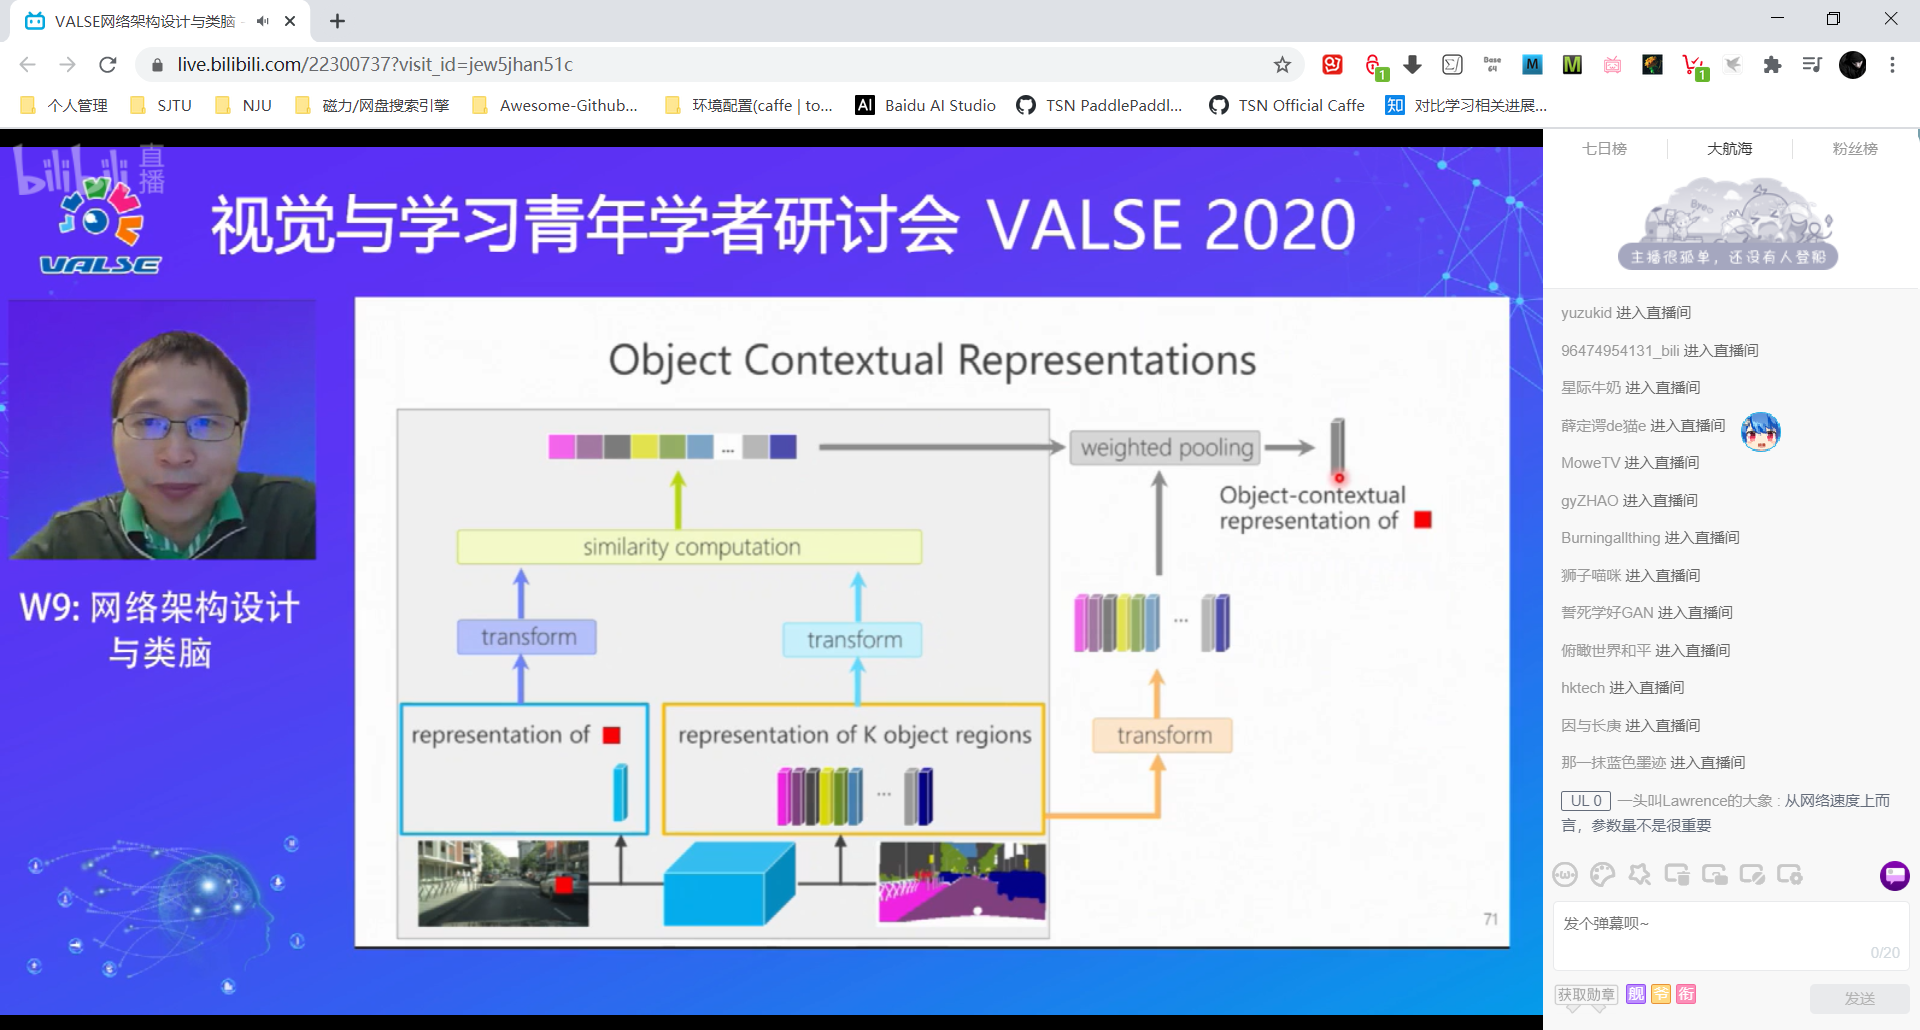 VALSE网络架构设计与类脑 -
live.bilibili.com/22300737?visit_id=jew5jhan51c
1
Base 64
M
M
1
个人管理
SJTU
NJU
磁力/网盘搜索引擎
Awesome-Github...
环境配置(caffe | to...
AI Baidu AI Studio
TSN PaddlePaddl...
TSN Official Caffe
知 对比学习相关进展...
bilibili 直播
VALSE
视觉与学习青年学者研讨会 VALSE 2020
W9: 网络架构设计
与类脑
Object Contextual Representations
...
weighted pooling
Object-contextual
representation of
similarity computation
transform
transform
...
representation of
representation of K object regions
transform
...
71
七日榜
大航海
粉丝榜
主播很孤单，还没有人登船
yuzukid 进入直播间
96474954131_bili 进入直播间
星际牛奶 进入直播间
薛定谔de猫e 进入直播间
MoweTV 进入直播间
gyZHAO 进入直播间
Burningallthing 进入直播间
狮子喵咪 进入直播间
誓死学好GAN 进入直播间
俯瞰世界和平 进入直播间
hktech 进入直播间
因与长庚 进入直播间
那一抹蓝色墨迹 进入直播间
UL 0 一头叫Lawrence的大象 : 从网络速度上而
言，参数量不是很重要
发个弹幕呗~
0/20
获取勋章
舰 爷 衔
发送